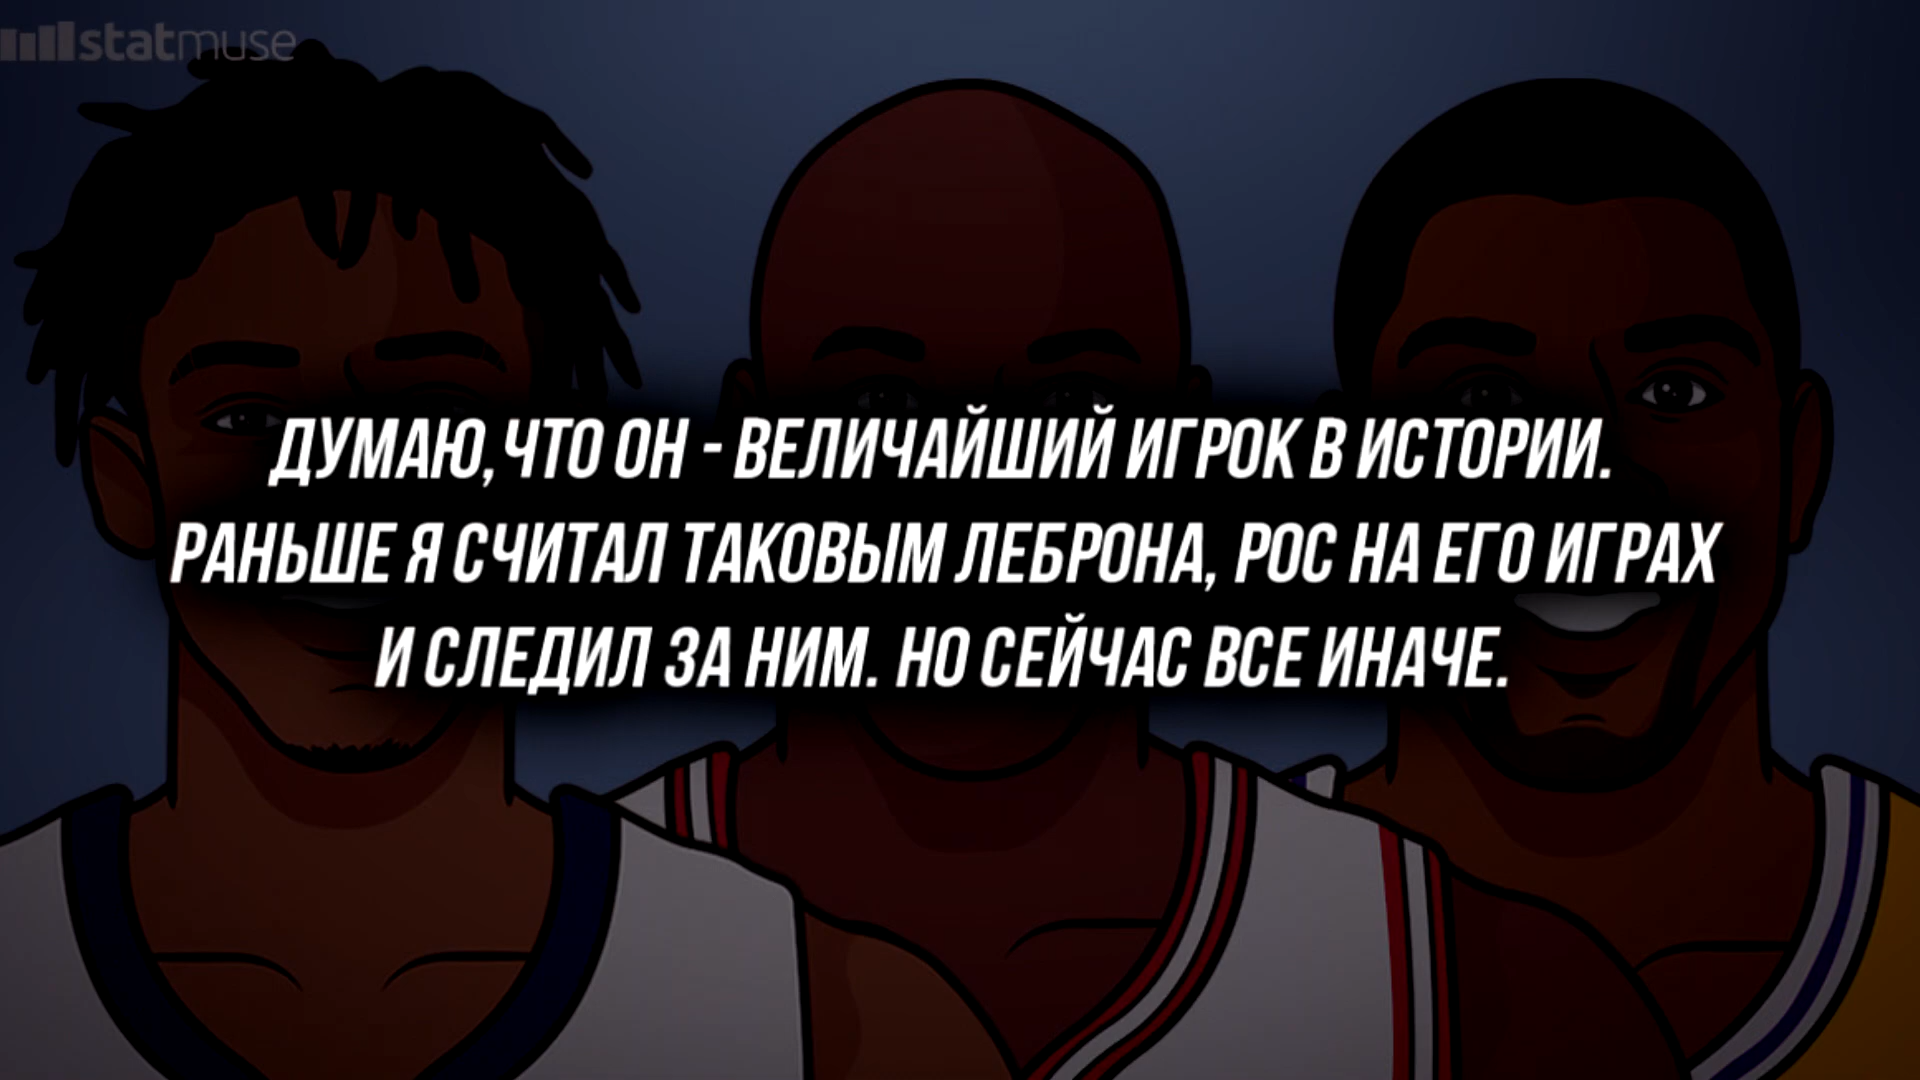 statmuse
ДУМАЮ,ЧТО ОН - ВЕЛИЧАЙШИЙ ИГРОК В ИСТОРИИ.
РАНЬШЕ Я СЧИТАЛ ТАКОВЫМ ЛЕБРОНА, РОС НА ЕГО ИГРАХ
И СЛЕДИЛ ЗА НИМ. НО СЕЙЧАС ВСЕ ИНАЧЕ.